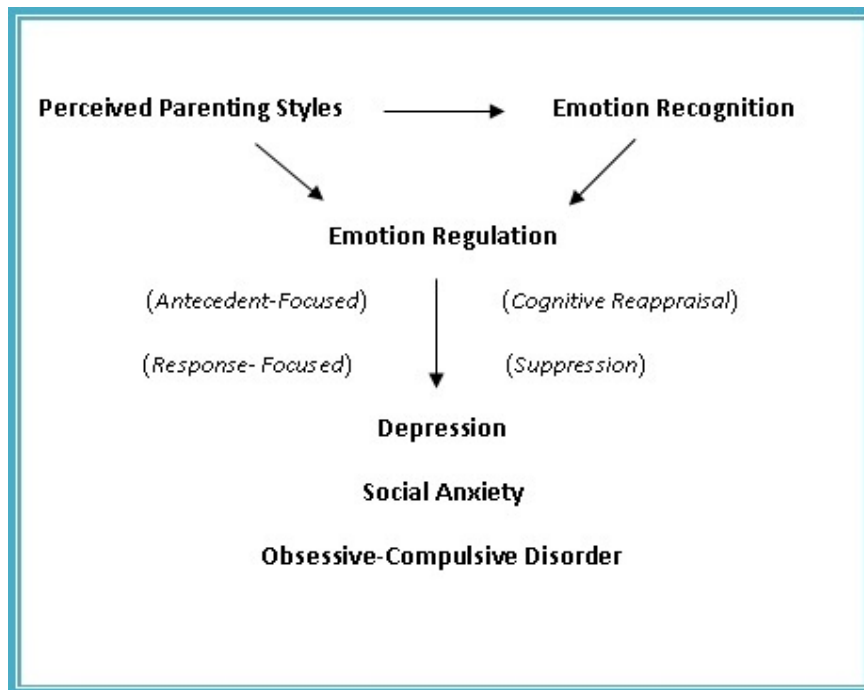 Perceived Parenting Styles Emotion Recognition
Emotion Regulation
(Antecedent-Focused) (Cognitive Reappraisal)
(Response- Focused) (Suppression)
Depression
Social Anxiety
Obsessive-Compulsive Disorder